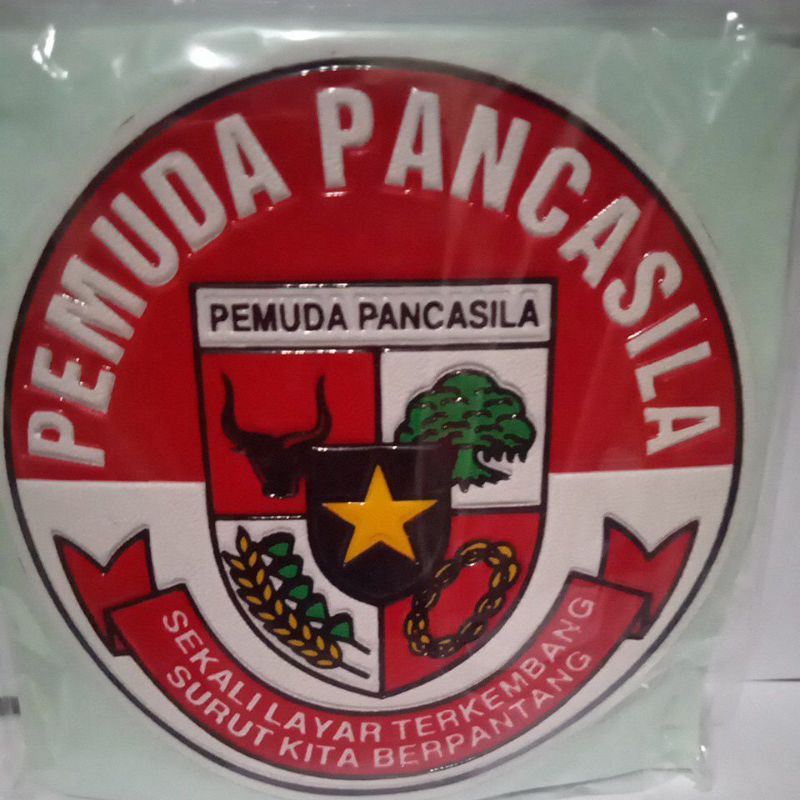 PEMUDA PANCASILA
PEMUDA PANCASILA
SEKALI LAYAR TERKEMBANG
SURUT KITA BERPANTANG